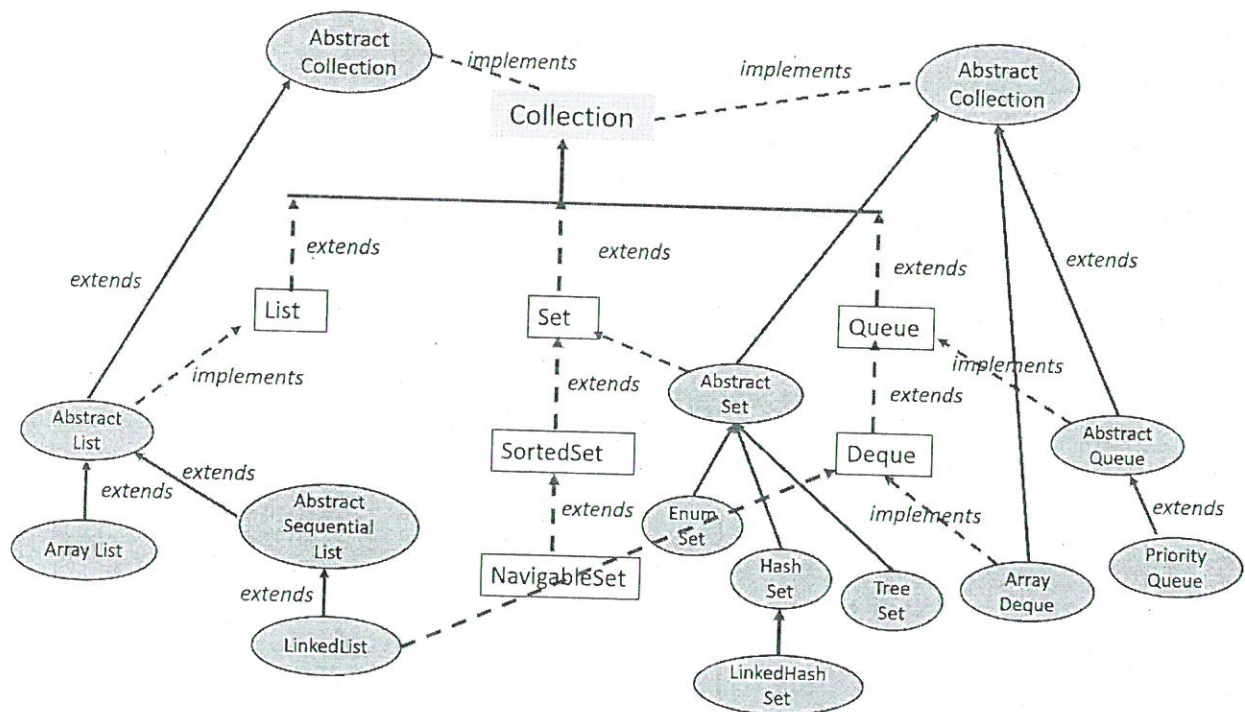 Abstract
Collection
implements
implements
Abstract
Collection
Collection
extends
extends
extends
extends
extends
List
Set
Queue
implements
extends
Abstract
Set
extends
implements
Abstract
List
SortedSet
Deque
Abstract
Queue
extends
extends
Abstract
Sequential
List
extends
Enum
Set
implements
extends
Array List
NavigableSet
Hash
Set
Tree
Set
Array
Deque
Priority
Queue
extends
LinkedList
LinkedHash
Set